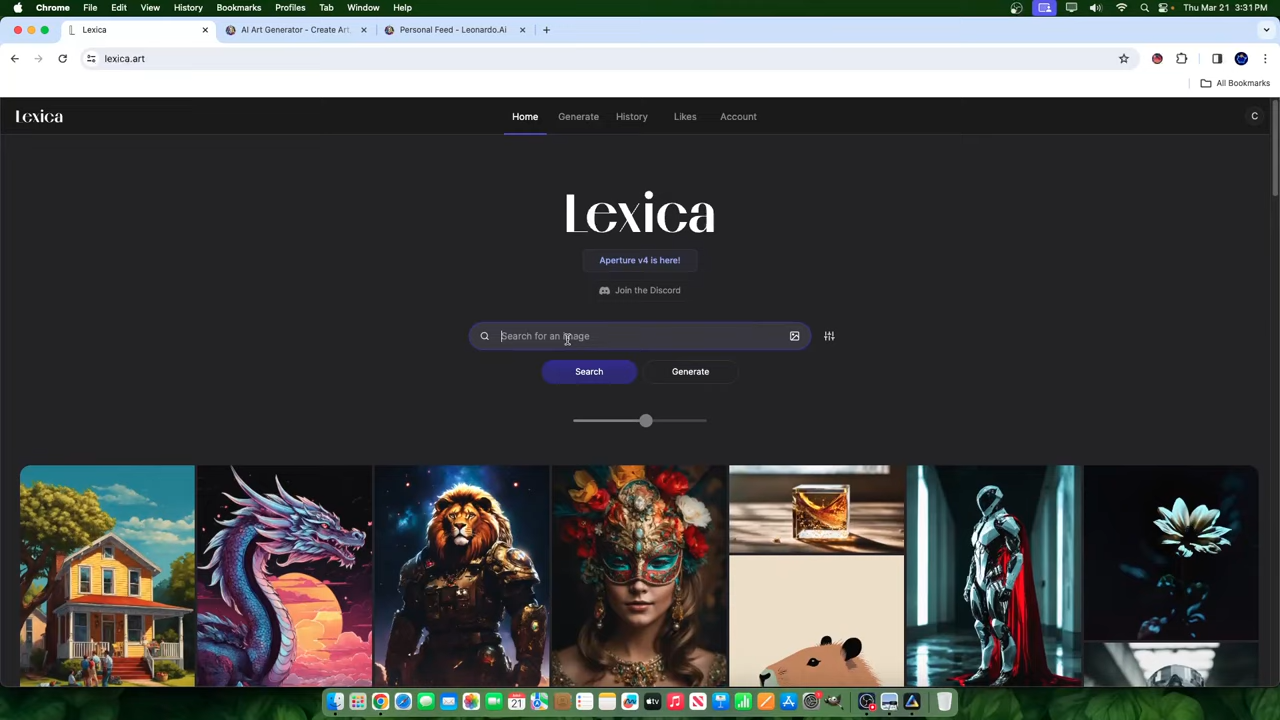 Chrome File Edit View History Bookmarks Profiles Tab Window Help Thu Mar 21 3:31 PM
Lexica AI Art Generator - Create Art, Personal Feed - Leonardo.Ai
lexica.art
All Bookmarks
Lexica Home Generate History Likes Account C
Lexica
Aperture v4 is here!
Join the Discord
Search for an image
Search Generate